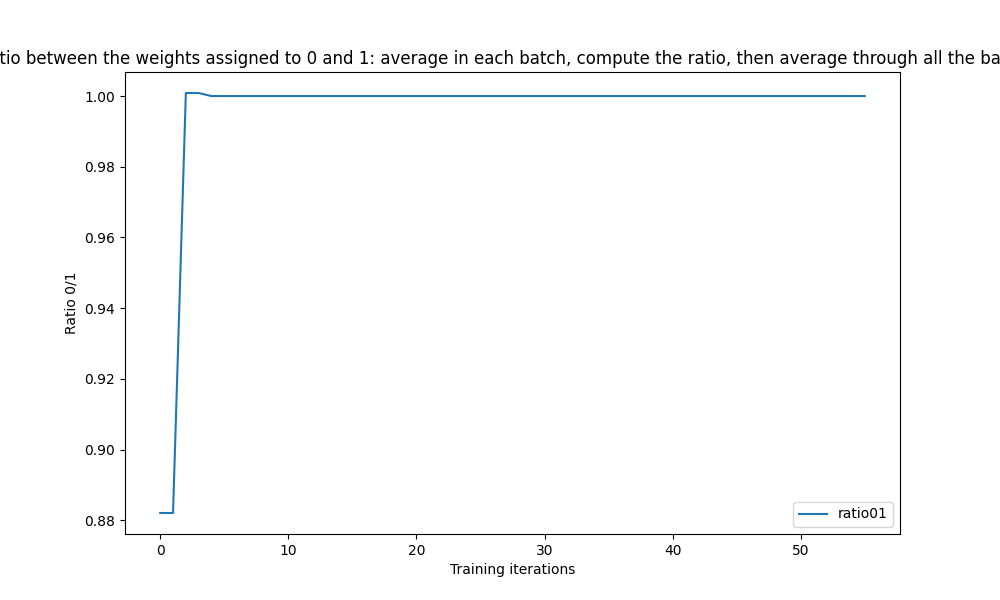 tio between the weights assigned to 0 and 1: average in each batch, compute the ratio, then average through all the ba
1.00
0.98
0.96
0.94
0.92
0.90
0.88
Ratio 0/1
ratio01
0 10 20 30 40 50
Training iterations